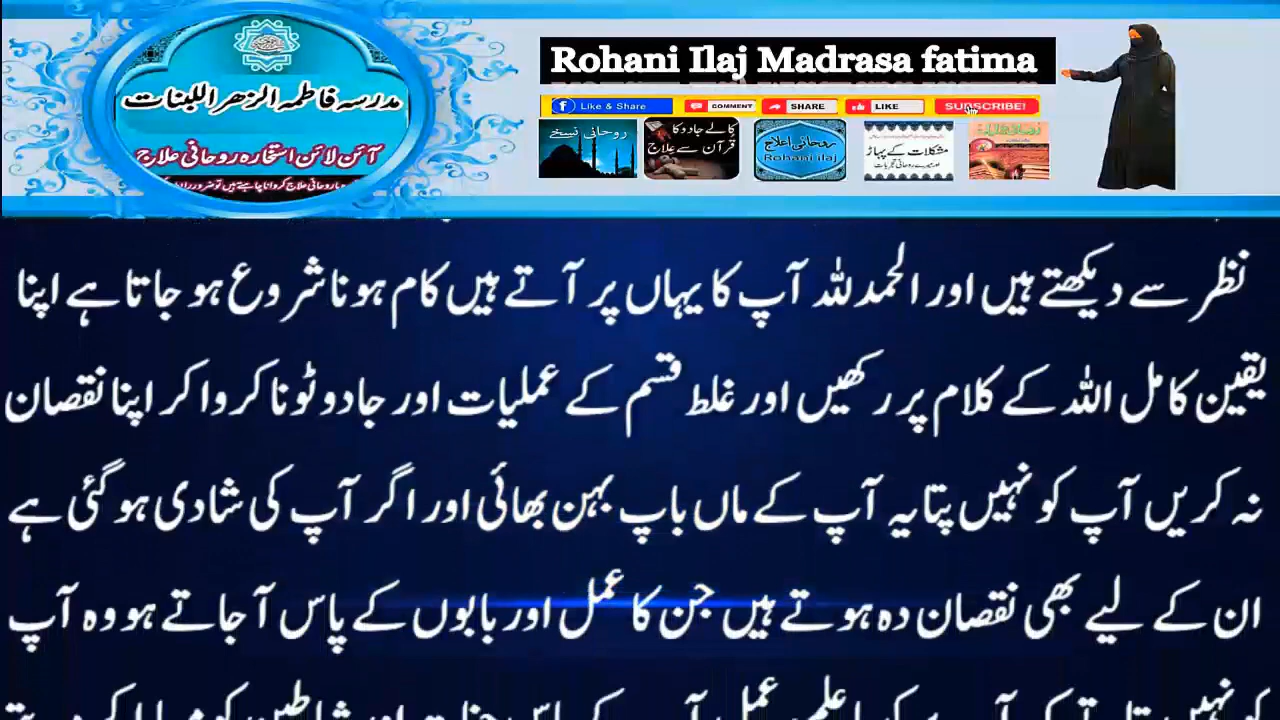 مدرسہ فاطمہ الزھرا للبنات
آئن لائن استخارہ روحانی علاج
Rohani Ilaj Madrasa fatima
Like & Share
COMMENT
SHARE
LIKE
SUBSCRIBE!
روحانی نسخے
کالے جادو کا
قرآن سے علاج
روحانی علاج
Rohani ilaj
مشکلات کے پہاڑ
نظر سے دیکھتے ہیں اور الحمدللہ آپ کا یہاں پر آتے ہیں کام ہونا شروع ہو جاتا ہے اپنا
یقین کامل اللہ کے کلام پر رکھیں اور غلط قسم کے عملیات اور جادو ٹونا کروا کر اپنا نقصان
نہ کریں آپ کو نہیں پتا یہ آپ کے ماں باپ بہن بھائی اور اگر آپ کی شادی ہو گئی ہے
ان کے لیے بھی نقصان دہ ہوتے ہیں جن کا عمل اور بابوں کے پاس آ جاتے ہو وہ آپ